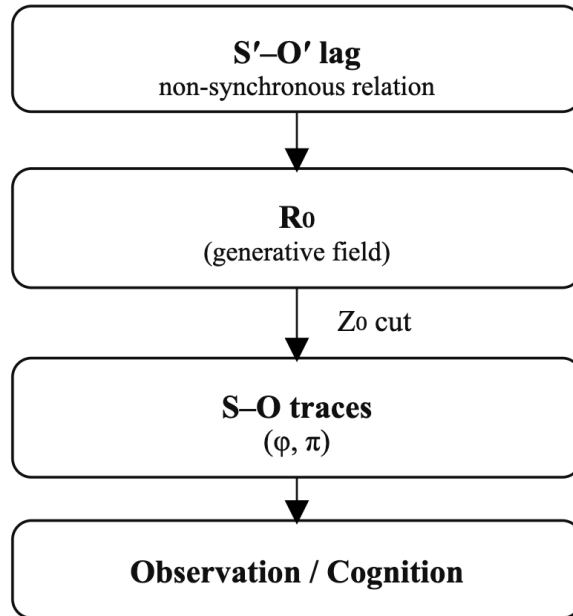 S′–O′ lag
non-synchronous relation
R₀
(generative field)
Z₀ cut
S–O traces
(φ, π)
Observation / Cognition